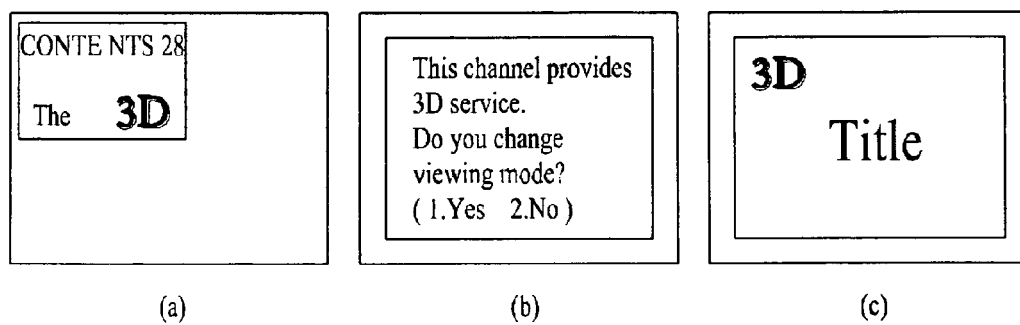 CONTE NTS 28
The 3D
This channel provides
3D service.
Do you change
viewing mode?
( 1.Yes 2.No )
3D
Title
(a)
(b)
(c)